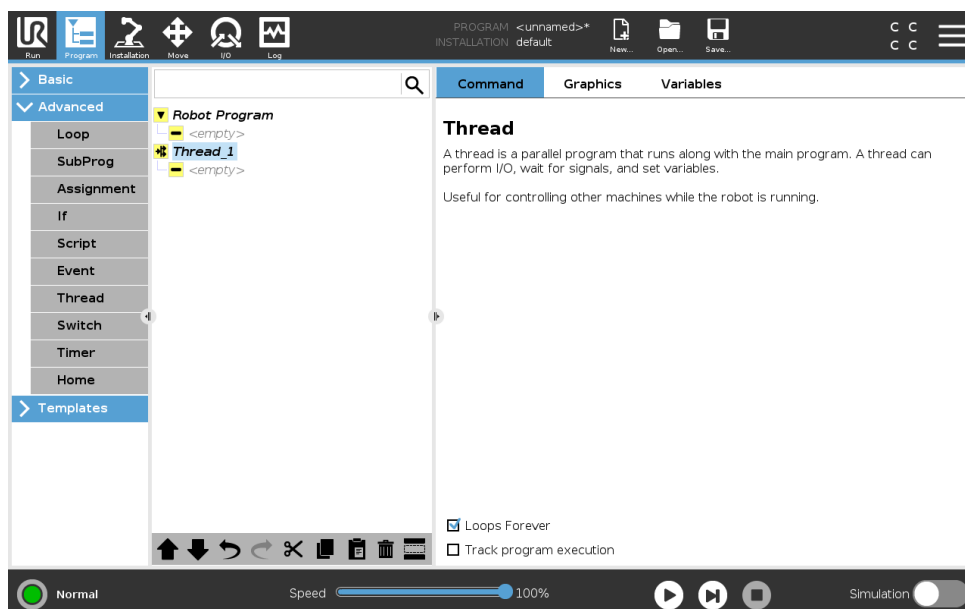 UR
PROGRAM <unnamed>*
INSTALLATION default
Run
Program
Installation
Move
I/O
Log
New...
Open...
Save...
C C
C C
Basic
Advanced
Loop
SubProg
Assignment
If
Script
Event
Thread
Switch
Timer
Home
Templates
Robot Program
<empty>
Thread_1
<empty>
Command
Graphics
Variables
Thread
A thread is a parallel program that runs along with the main program. A thread can
perform I/O, wait for signals, and set variables.
Useful for controlling other machines while the robot is running.
Loops Forever
Track program execution
Normal
Speed
100%
Simulation